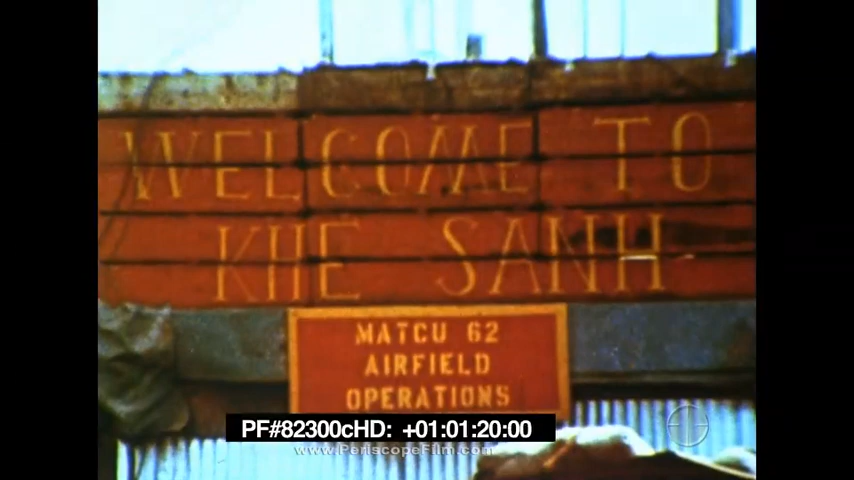 WELCOME TO
KHE SANH
MATCU 62
AIRFIELD
OPERATIONS
PF#82300cHD: +01:01:20:00
www.PeriscopeFilm.com